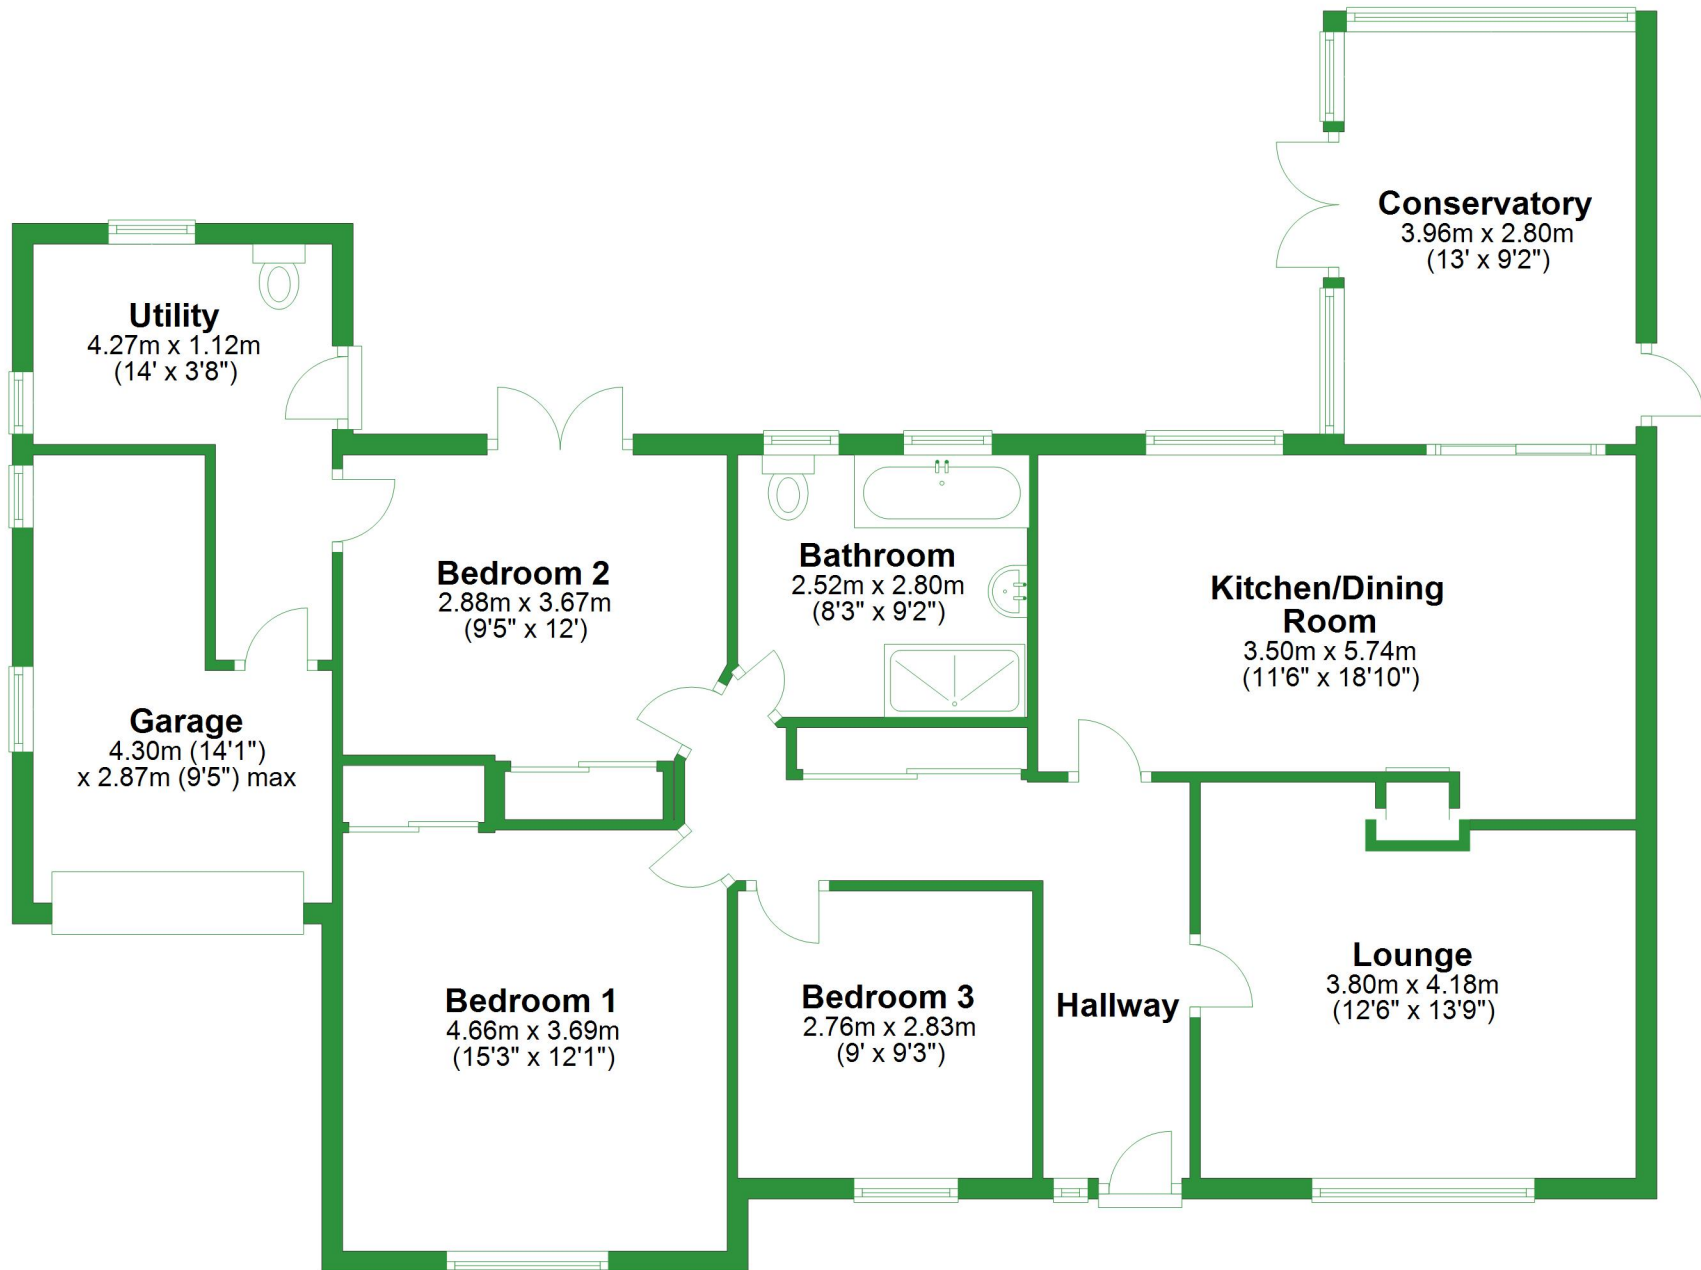 Conservatory
3.96m x 2.80m
(13' x 9'2")
Utility
4.27m x 1.12m
(14' x 3'8")
Bedroom 2
2.88m x 3.67m
(9'5" x 12')
Bathroom
2.52m x 2.80m
(8'3" x 9'2")
Kitchen/Dining
Room
3.50m x 5.74m
(11'6" x 18'10")
Garage
4.30m (14'1")
x 2.87m (9'5") max
Bedroom 1
4.66m x 3.69m
(15'3" x 12'1")
Bedroom 3
2.76m x 2.83m
(9' x 9'3")
Hallway
Lounge
3.80m x 4.18m
(12'6" x 13'9")